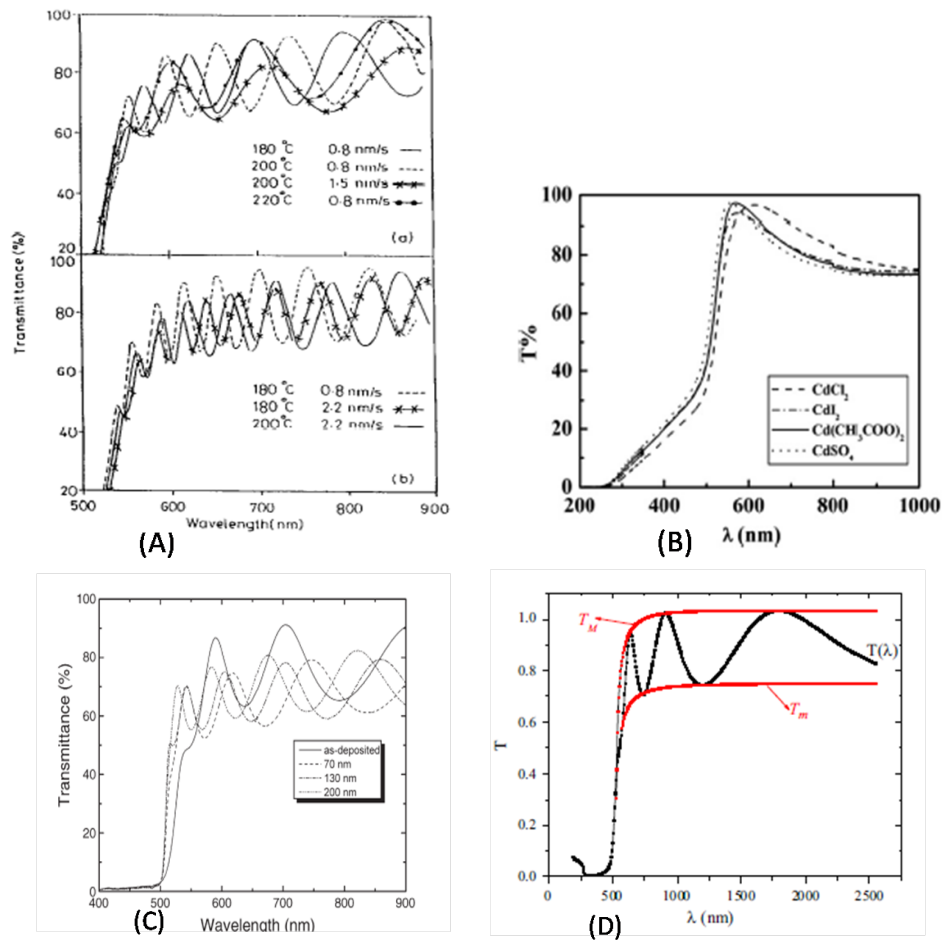 100
80
60
40
20
180 °C 0.8 nm/s
200 °C 0.8 nm/s
200 °C 1.5 nm/s
220 °C 0.8 nm/s
(a)
Transmittance (%)
100
80
60
40
20
180 °C 0.8 nm/s
180 °C 2.2 nm/s
200 °C 2.2 nm/s
(b)
500 600 700 800 900
Wavelength(nm)
(A)
100
80
60
40
20
0
T%
CdCl2
CdI2
Cd(CH3COO)2
CdSO4
200 400 600 800 1000
λ (nm)
(B)
100
80
60
40
20
0
Transmittance (%)
as-deposited
70 nm
130 nm
200 nm
400 500 600 700 800 900
Wavelength (nm)
(C)
1.0
0.8
0.6
0.4
0.2
0.0
T
TM
T(λ)
Tm
0 500 1000 1500 2000 2500
λ (nm)
(D)